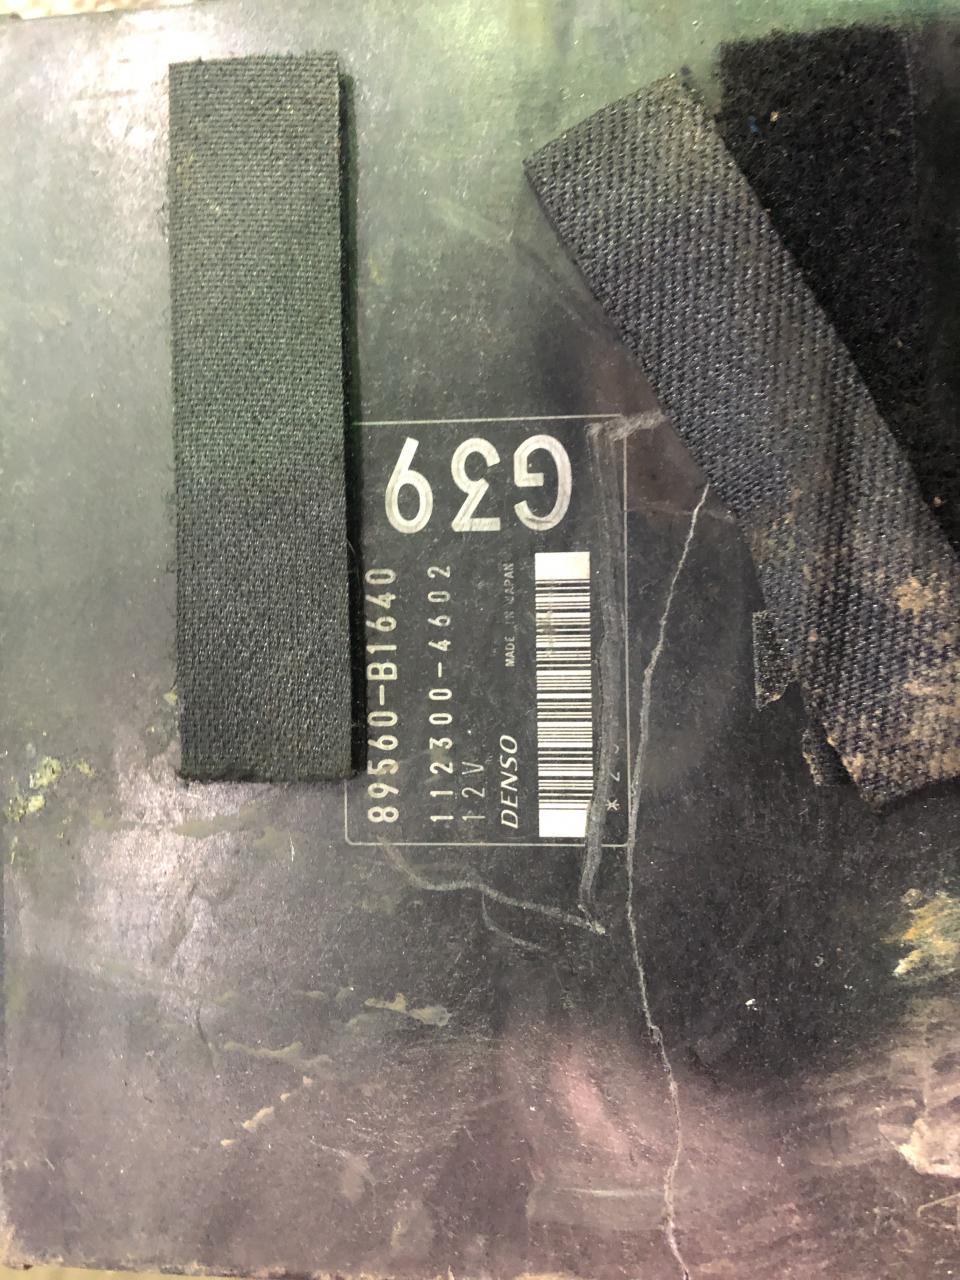 G39
89560-B1640
112300-4602
12V
DENSO MADE IN JAPAN